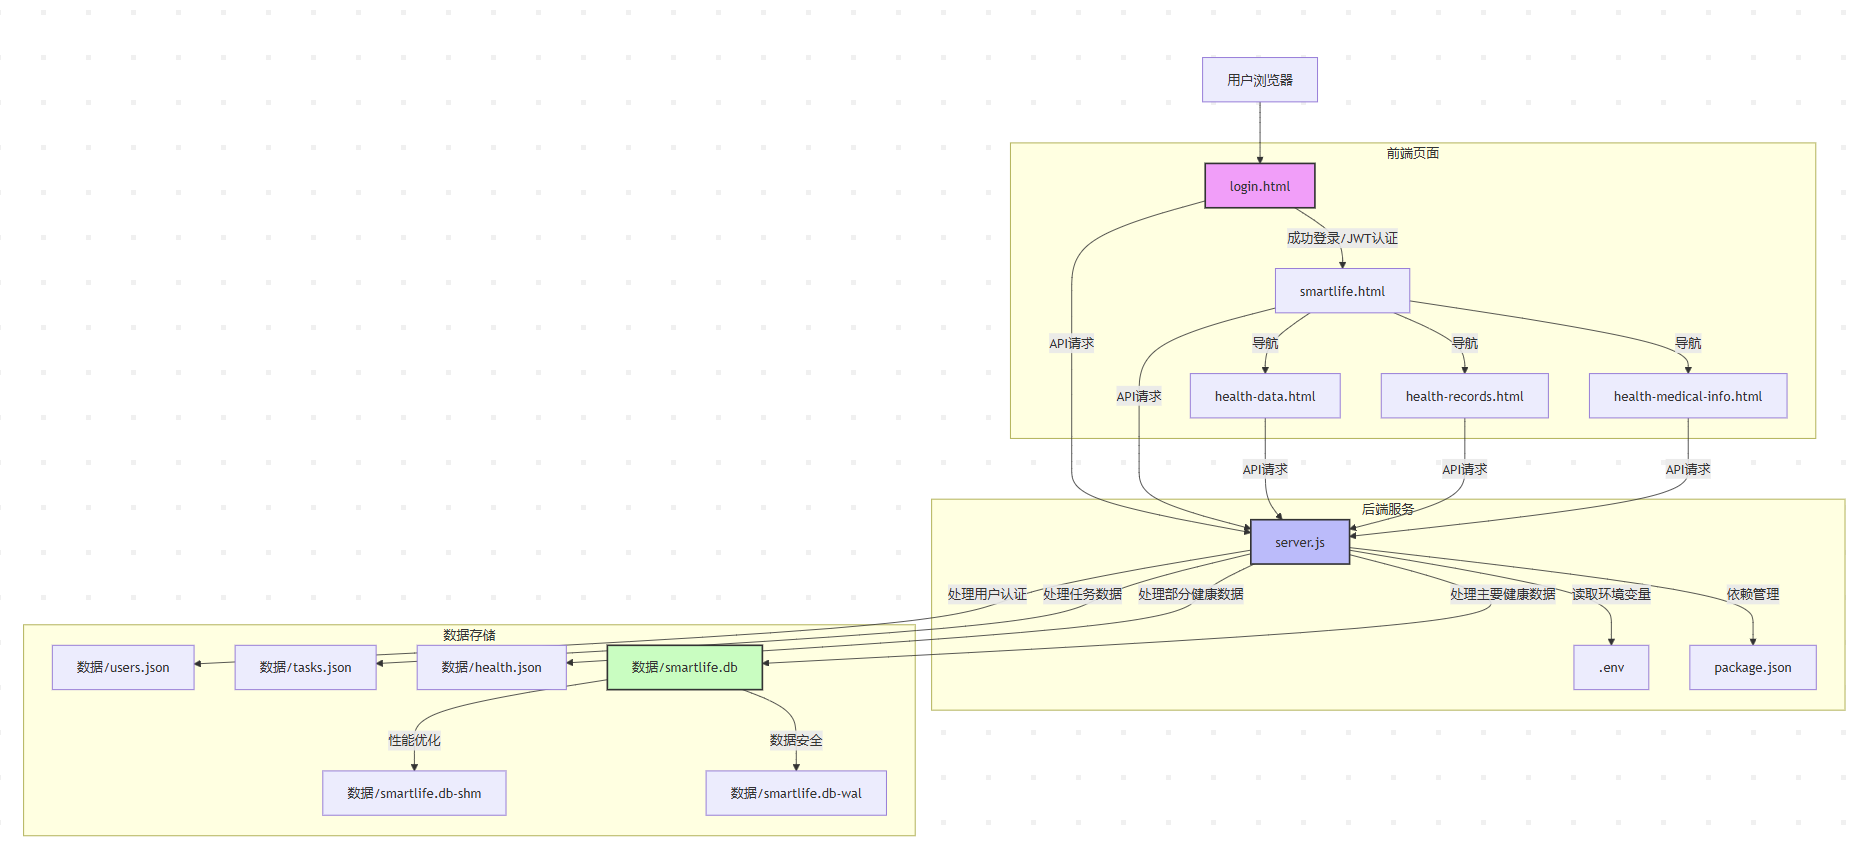 用户浏览器
前端页面
login.html
成功登录/JWT认证
smartlife.html
API请求
导航
导航
导航
API请求
health-data.html
health-records.html
health-medical-info.html
API请求
API请求
API请求
后端服务
server.js
处理用户认证
处理任务数据
处理部分健康数据
处理主要健康数据
读取环境变量
依赖管理
数据存储
数据/users.json
数据/tasks.json
数据/health.json
数据/smartlife.db
.env
package.json
性能优化
数据安全
数据/smartlife.db-shm
数据/smartlife.db-wal